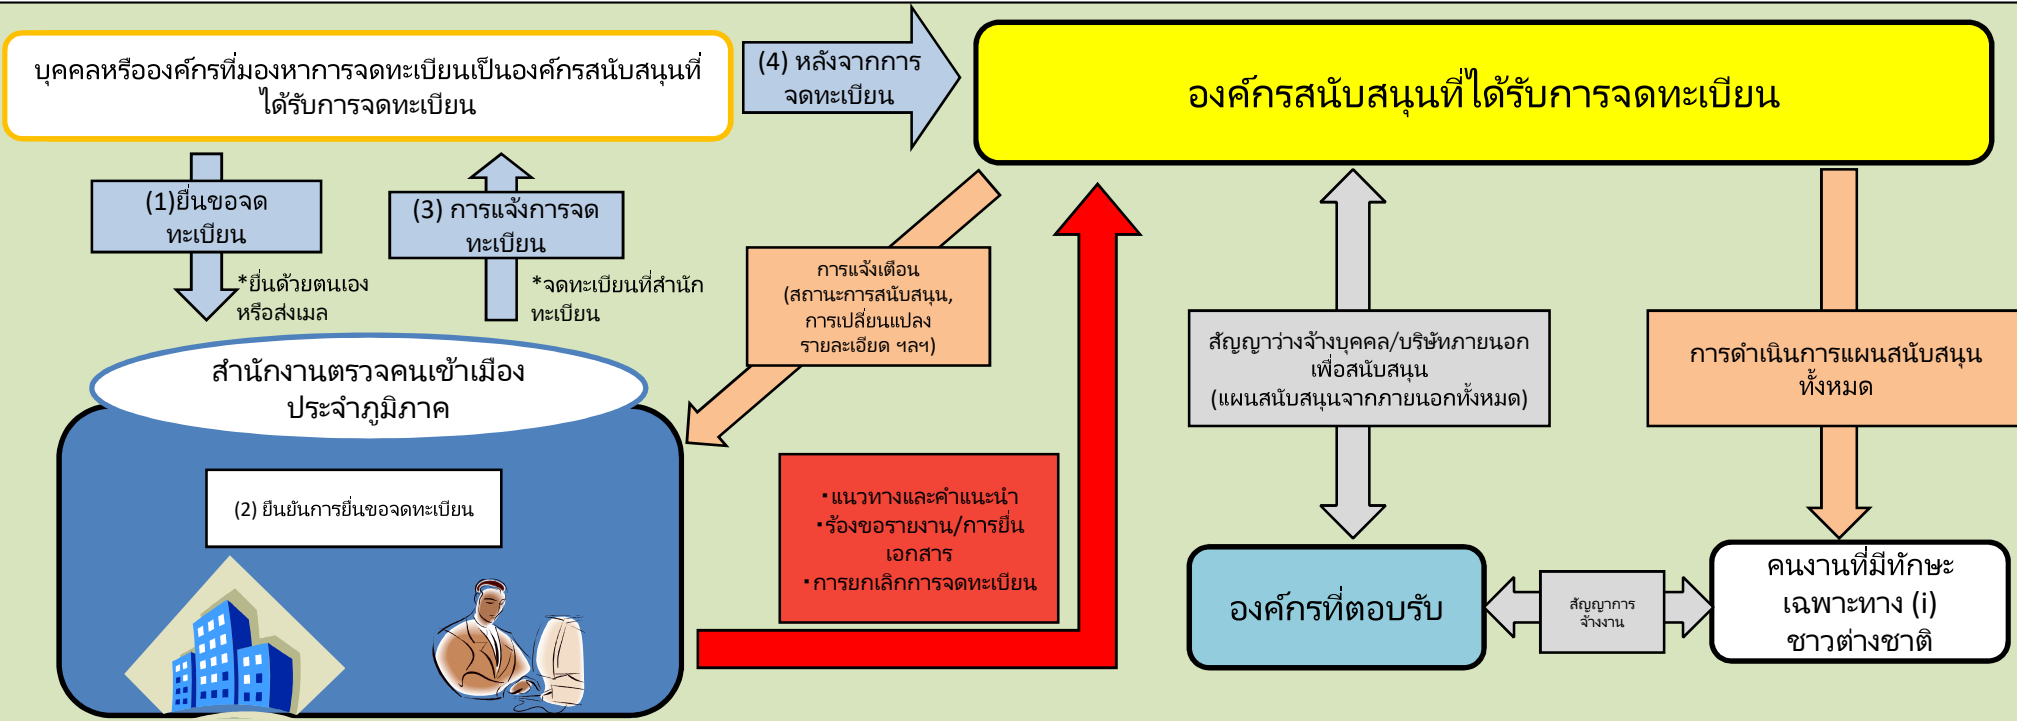 บุคคลหรือองค์กรที่มองหาการจดทะเบียนเป็นองค์กรสนับสนุนที่
ได้รับการจดทะเบียน
(4) หลังจากการ
จดทะเบียน
องค์กรสนับสนุนที่ได้รับการจดทะเบียน
(1)ยื่นขอจด
ทะเบียน
*ยื่นด้วยตนเอง
หรือส่งเมล
(3) การแจ้งการจด
ทะเบียน
*จดทะเบียนที่สำนัก
ทะเบียน
การแจ้งเตือน
(สถานะการสนับสนุน,
การเปลี่ยนแปลง
รายละเอียด ฯลฯ)
สัญญาว่างจ้างบุคคล/บริษัทภายนอก
เพื่อสนับสนุน
(แผนสนับสนุนจากภายนอกทั้งหมด)
การดำเนินการแผนสนับสนุน
ทั้งหมด
สำนักงานตรวจคนเข้าเมือง
ประจำภูมิภาค
(2) ยืนยันการยื่นขอจดทะเบียน
・แนวทางและคำแนะนำ
・ร้องขอรายงาน/การยื่น
เอกสาร
・การยกเลิกการจดทะเบียน
องค์กรที่ตอบรับ
สัญญาการ
จ้างงาน
คนงานที่มีทักษะ
เฉพาะทาง (i)
ชาวต่างชาติ